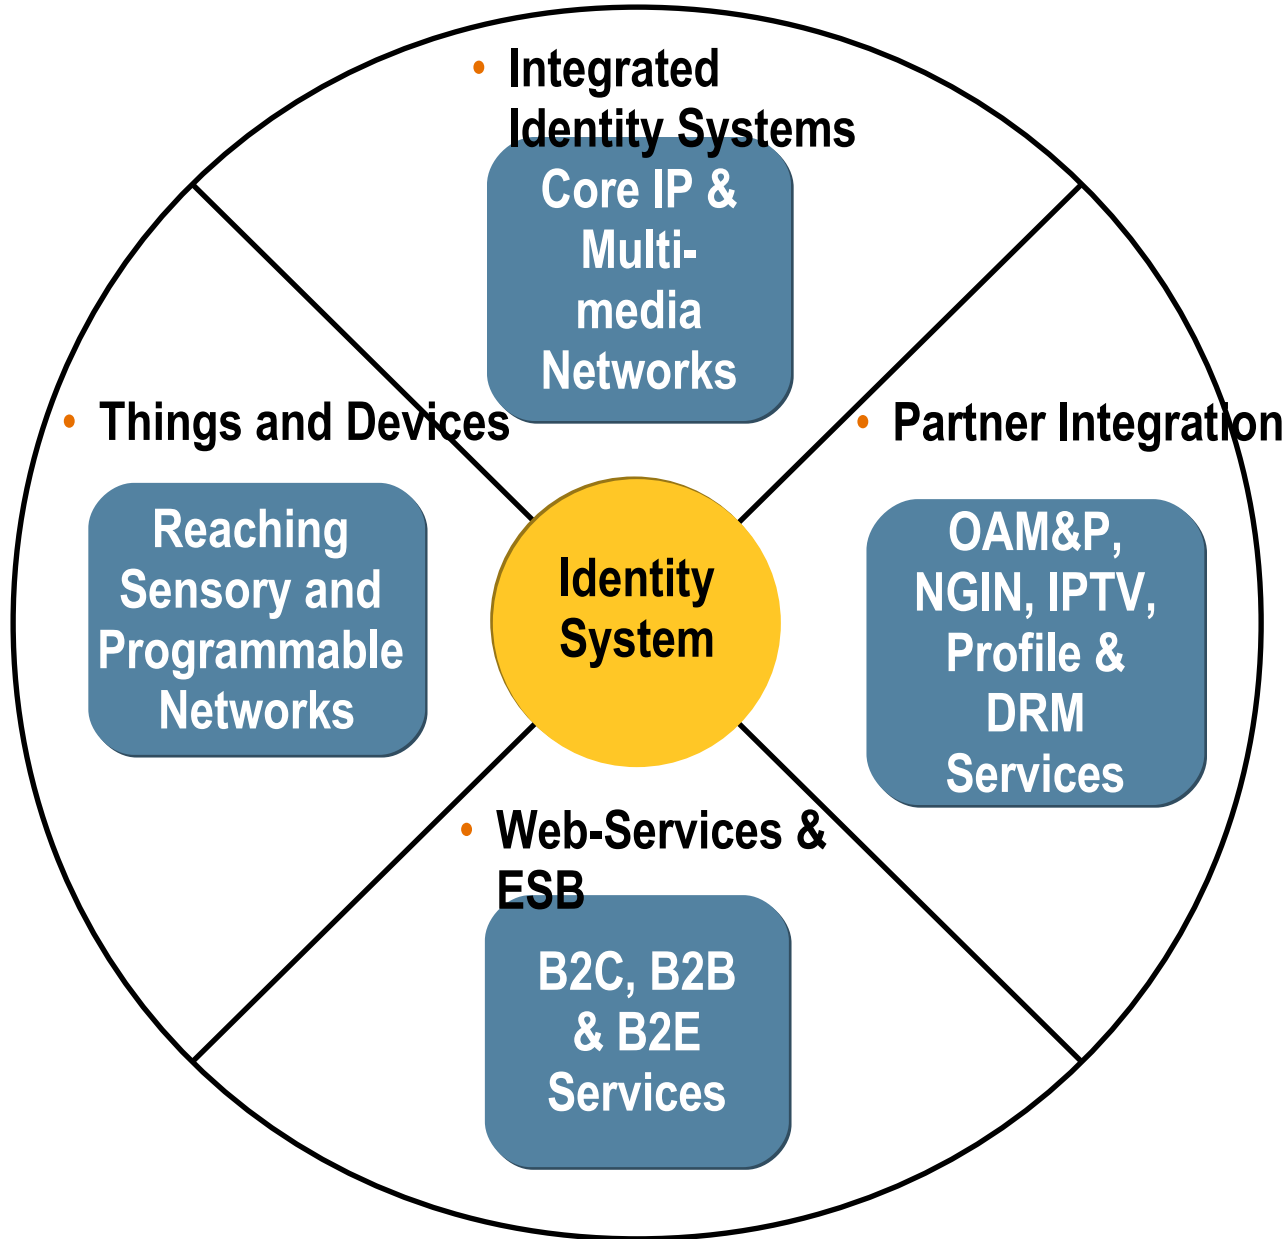 • Integrated
Identity Systems
Core IP &
Multi-
media
Networks
• Things and Devices
Reaching
Sensory and
Programmable
Networks
Identity
System
• Partner Integration
OAM&P,
NGIN, IPTV,
Profile &
DRM
Services
• Web-Services &
ESB
B2C, B2B
& B2E
Services